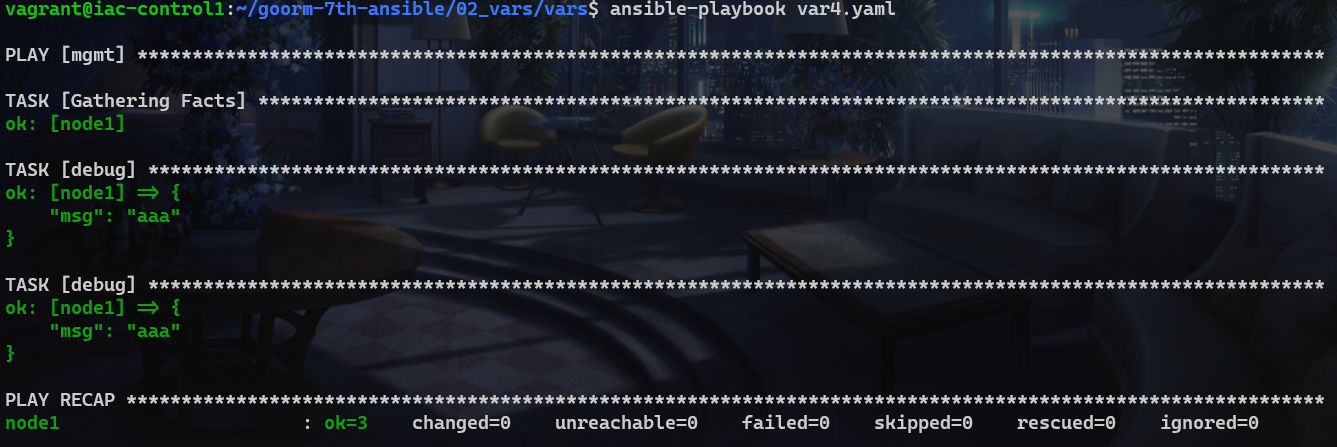 vagrant@iac-control1:~/goorm-7th-ansible/02_vars/vars$ ansible-playbook var4.yaml

PLAY [mgmt] ************************************************************************************************************

TASK [Gathering Facts] *************************************************************************************************
ok: [node1]

TASK [debug] ***********************************************************************************************************
ok: [node1] => {
    "msg": "aaa"
}

TASK [debug] ***********************************************************************************************************
ok: [node1] => {
    "msg": "aaa"
}

PLAY RECAP *************************************************************************************************************
node1                      : ok=3    changed=0    unreachable=0    failed=0    skipped=0    rescued=0    ignored=0